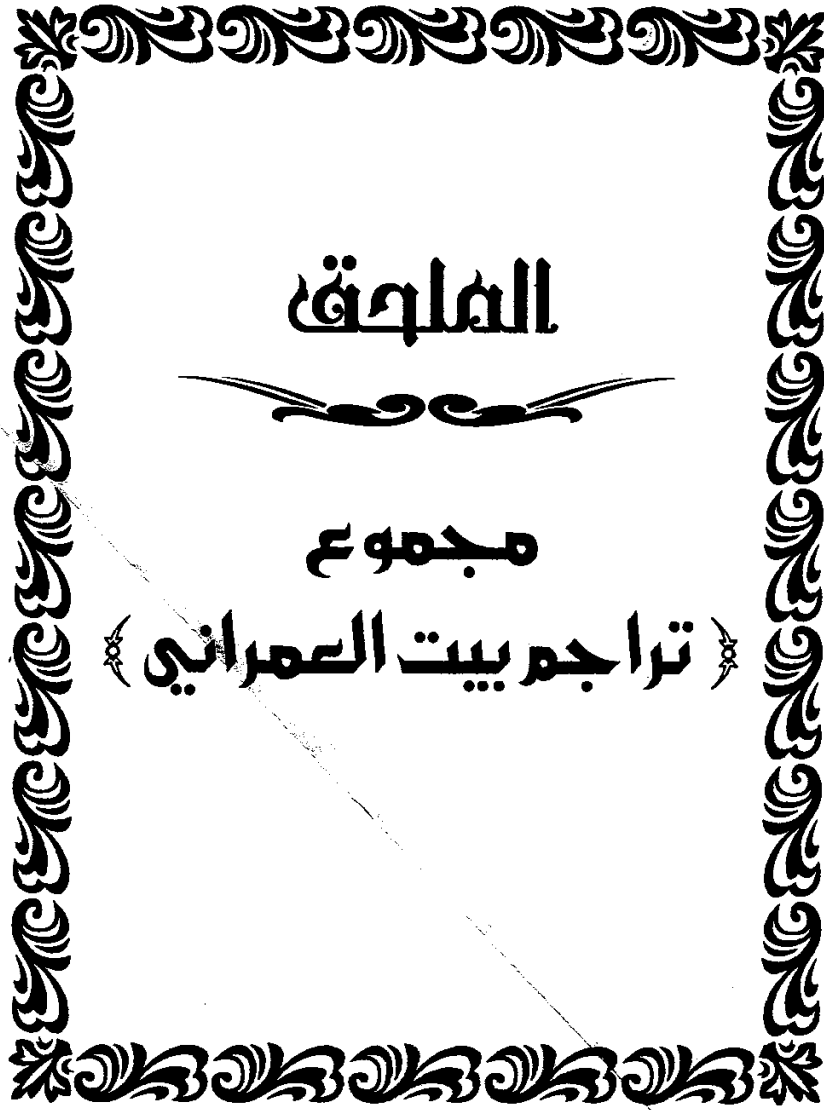 الملحق
مجموع
﴿ تراجم بيت العمراني ﴾